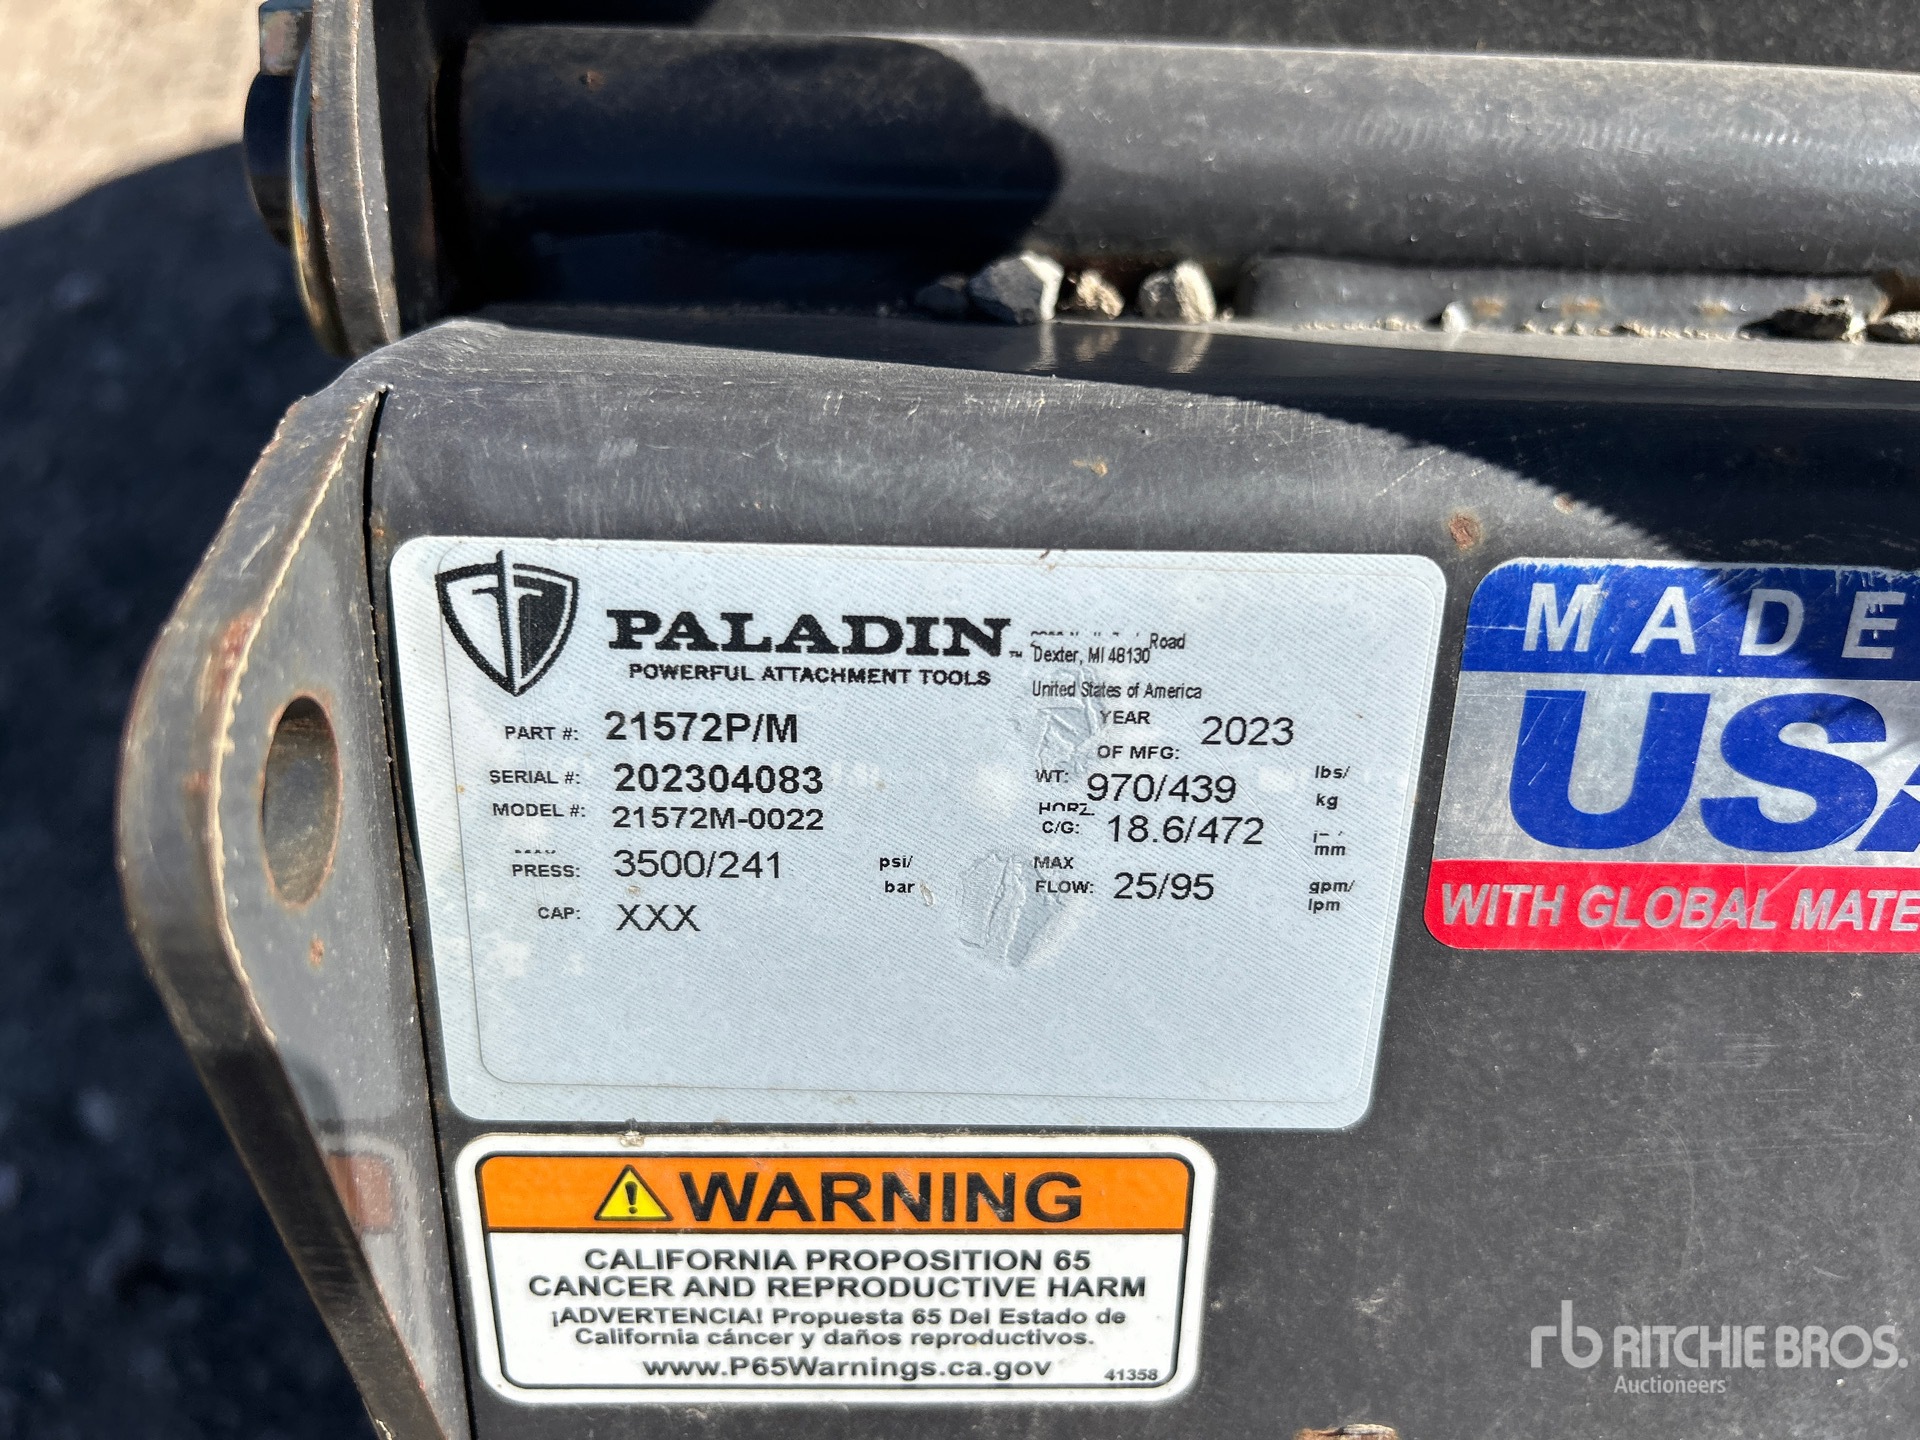 PALADIN™
POWERFUL ATTACHMENT TOOLS
Road
Dexter, MI 48130
United States of America
PART #: 21572P/M
YEAR OF MFG: 2023
SERIAL #: 202304083
WT: 970/439 lbs/ kg
MODEL #: 21572M-0022
HORZ. C/G: 18.6/472 mm
PRESS: 3500/241 psi/ bar
MAX FLOW: 25/95 gpm/ lpm
CAP: XXX
MADE
USA
WITH GLOBAL MATE
WARNING
CALIFORNIA PROPOSITION 65
CANCER AND REPRODUCTIVE HARM
¡ADVERTENCIA! Propuesta 65 Del Estado de
California cáncer y daños reproductivos.
www.P65Warnings.ca.gov 41358
rb RITCHIE BROS.
Auctioneers